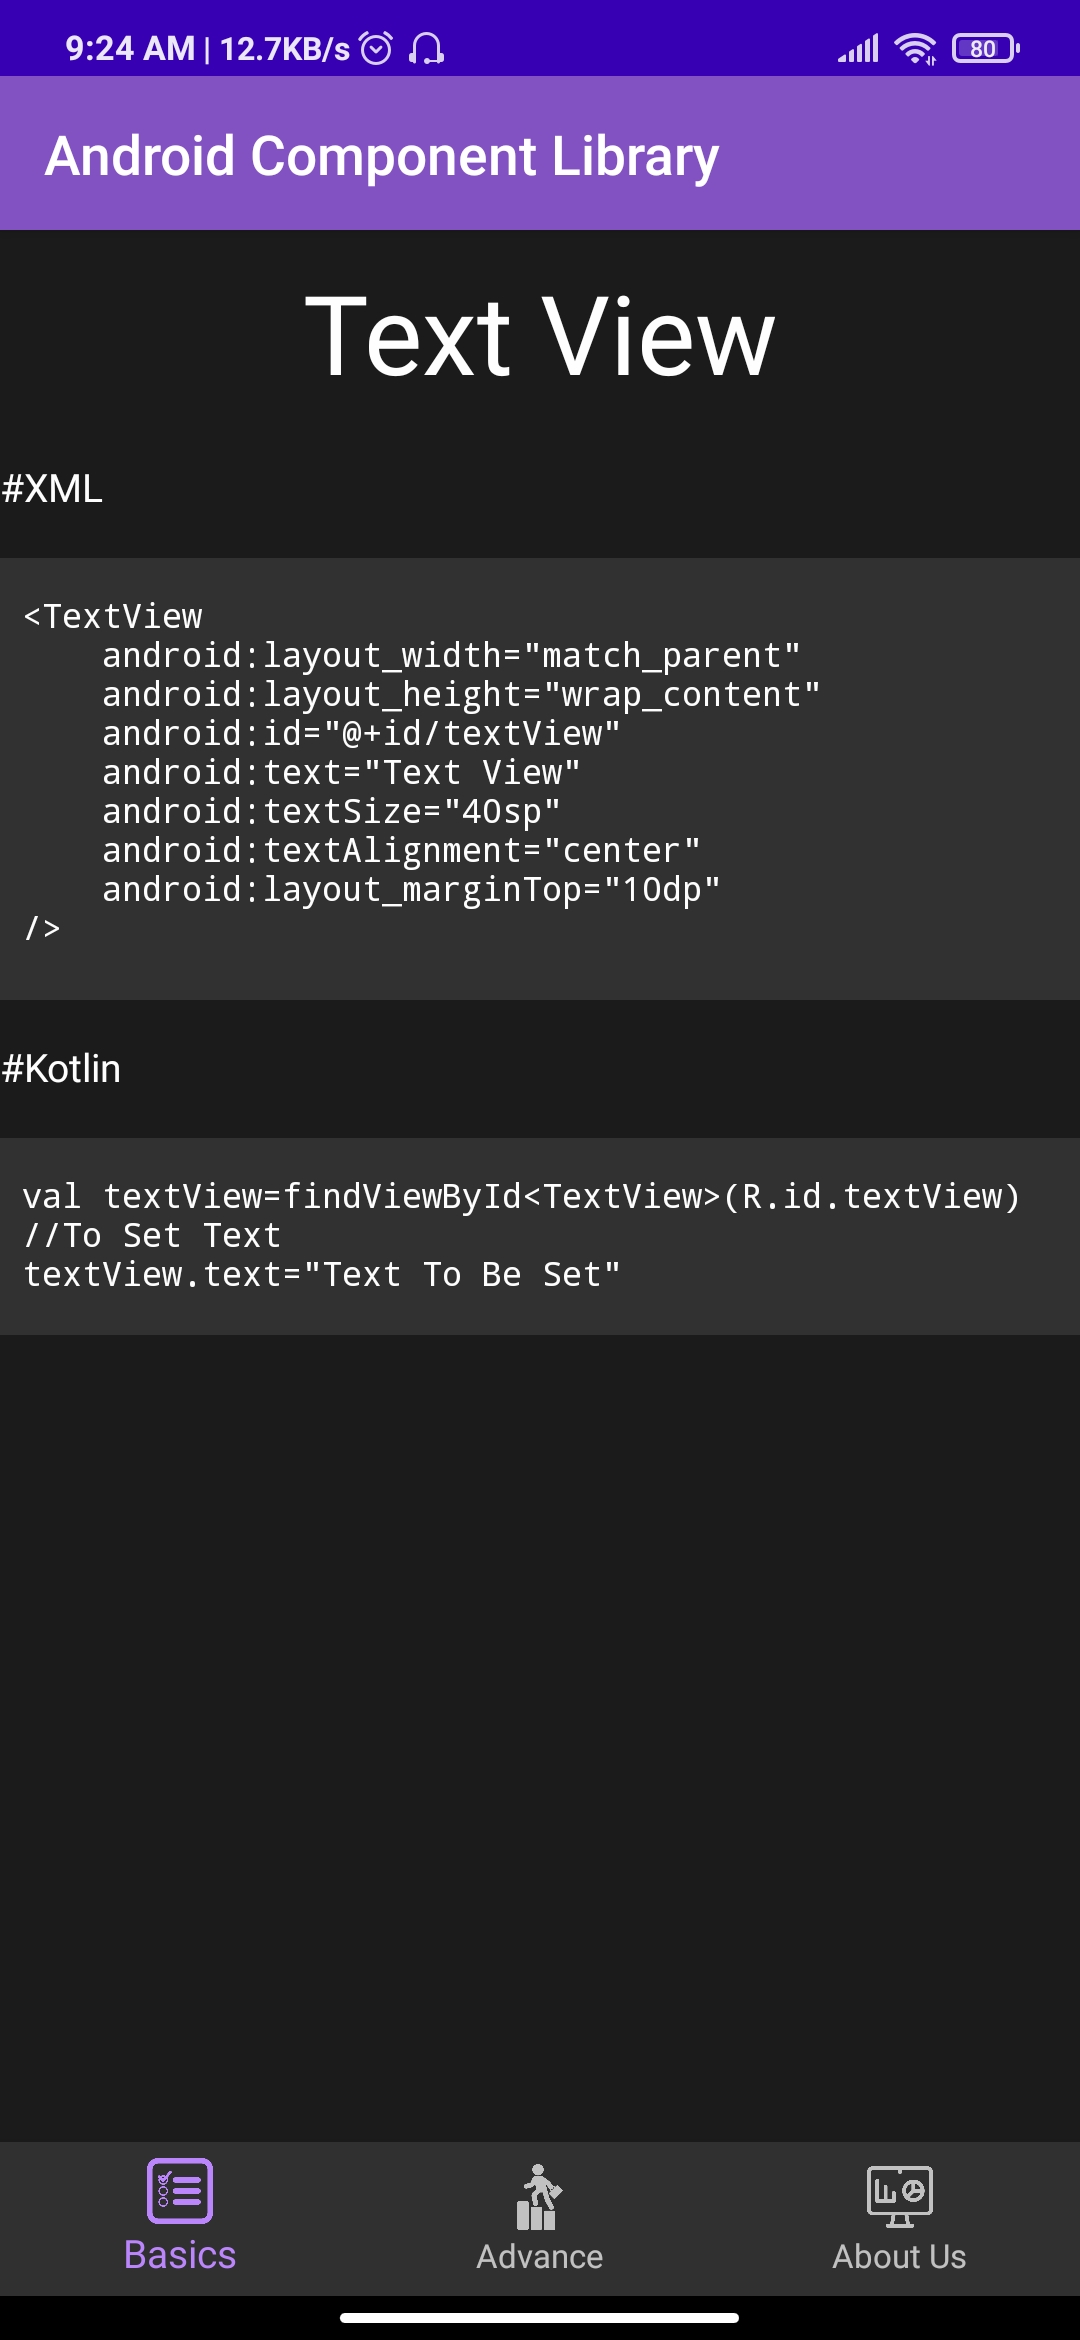 9:24 AM | 12.7KB/s 80
Android Component Library
Text View
#XML
<TextView
    android:layout_width="match_parent"
    android:layout_height="wrap_content"
    android:id="@+id/textView"
    android:text="Text View"
    android:textSize="40sp"
    android:textAlignment="center"
    android:layout_marginTop="10dp"
/>
#Kotlin
val textView=findViewById<TextView>(R.id.textView)
//To Set Text
textView.text="Text To Be Set"
Basics Advance About Us